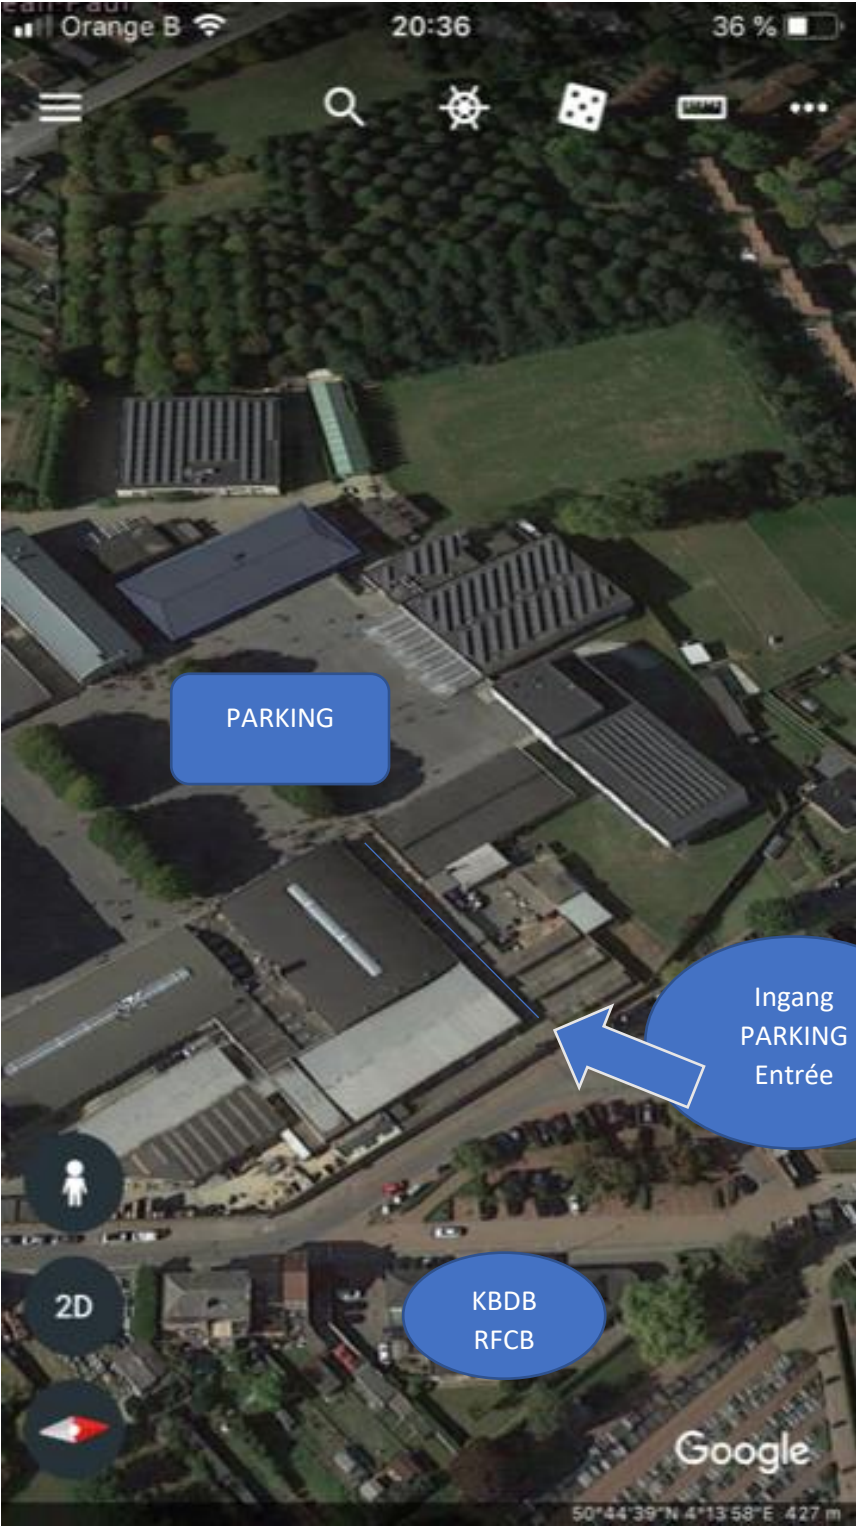 Orange B
20:36
36 %
PARKING
Ingang
PARKING
Entrée
KBDB
RFCB
2D
Google
50°44'39"N 4°13'58"E 427 m